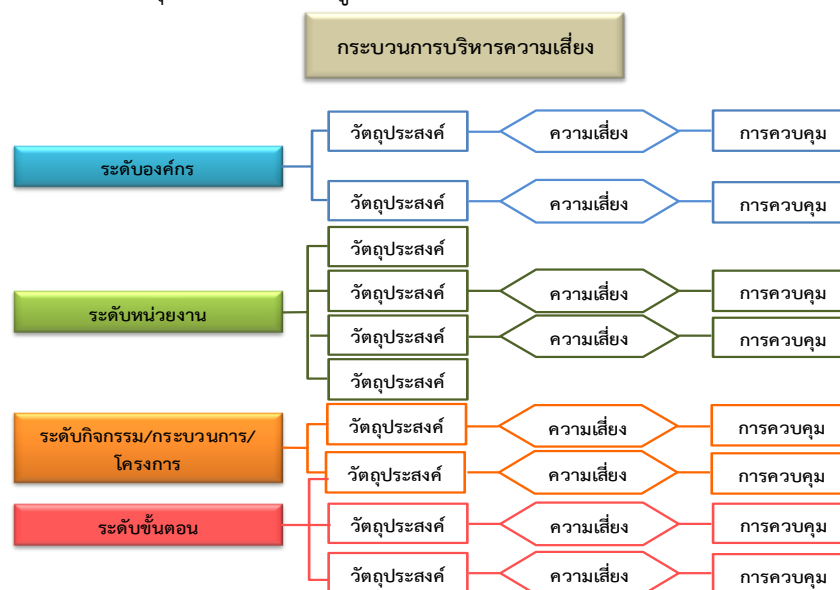 กระบวนการบริหารความเสี่ยง
วัตถุประสงค์ ความเสี่ยง การควบคุม
ระดับองค์กร
วัตถุประสงค์ ความเสี่ยง การควบคุม
วัตถุประสงค์
วัตถุประสงค์ ความเสี่ยง การควบคุม
ระดับหน่วยงาน
วัตถุประสงค์ ความเสี่ยง การควบคุม
วัตถุประสงค์
วัตถุประสงค์ ความเสี่ยง การควบคุม
ระดับกิจกรรม/กระบวนการ/
โครงการ
วัตถุประสงค์ ความเสี่ยง การควบคุม
ระดับขั้นตอน
วัตถุประสงค์ ความเสี่ยง การควบคุม
วัตถุประสงค์ ความเสี่ยง การควบคุม